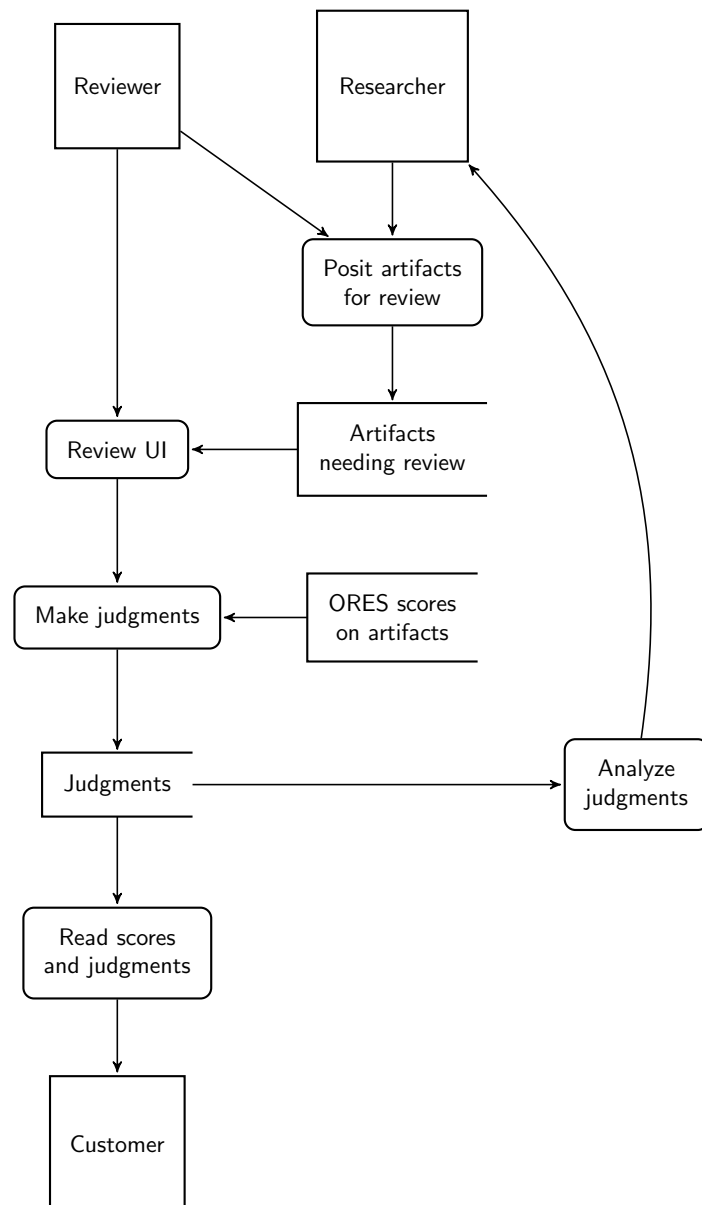 Reviewer
Researcher
Posit artifacts
for review
Review UI
Artifacts
needing review
Make judgments
ORES scores
on artifacts
Judgments
Analyze
judgments
Read scores
and judgments
Customer